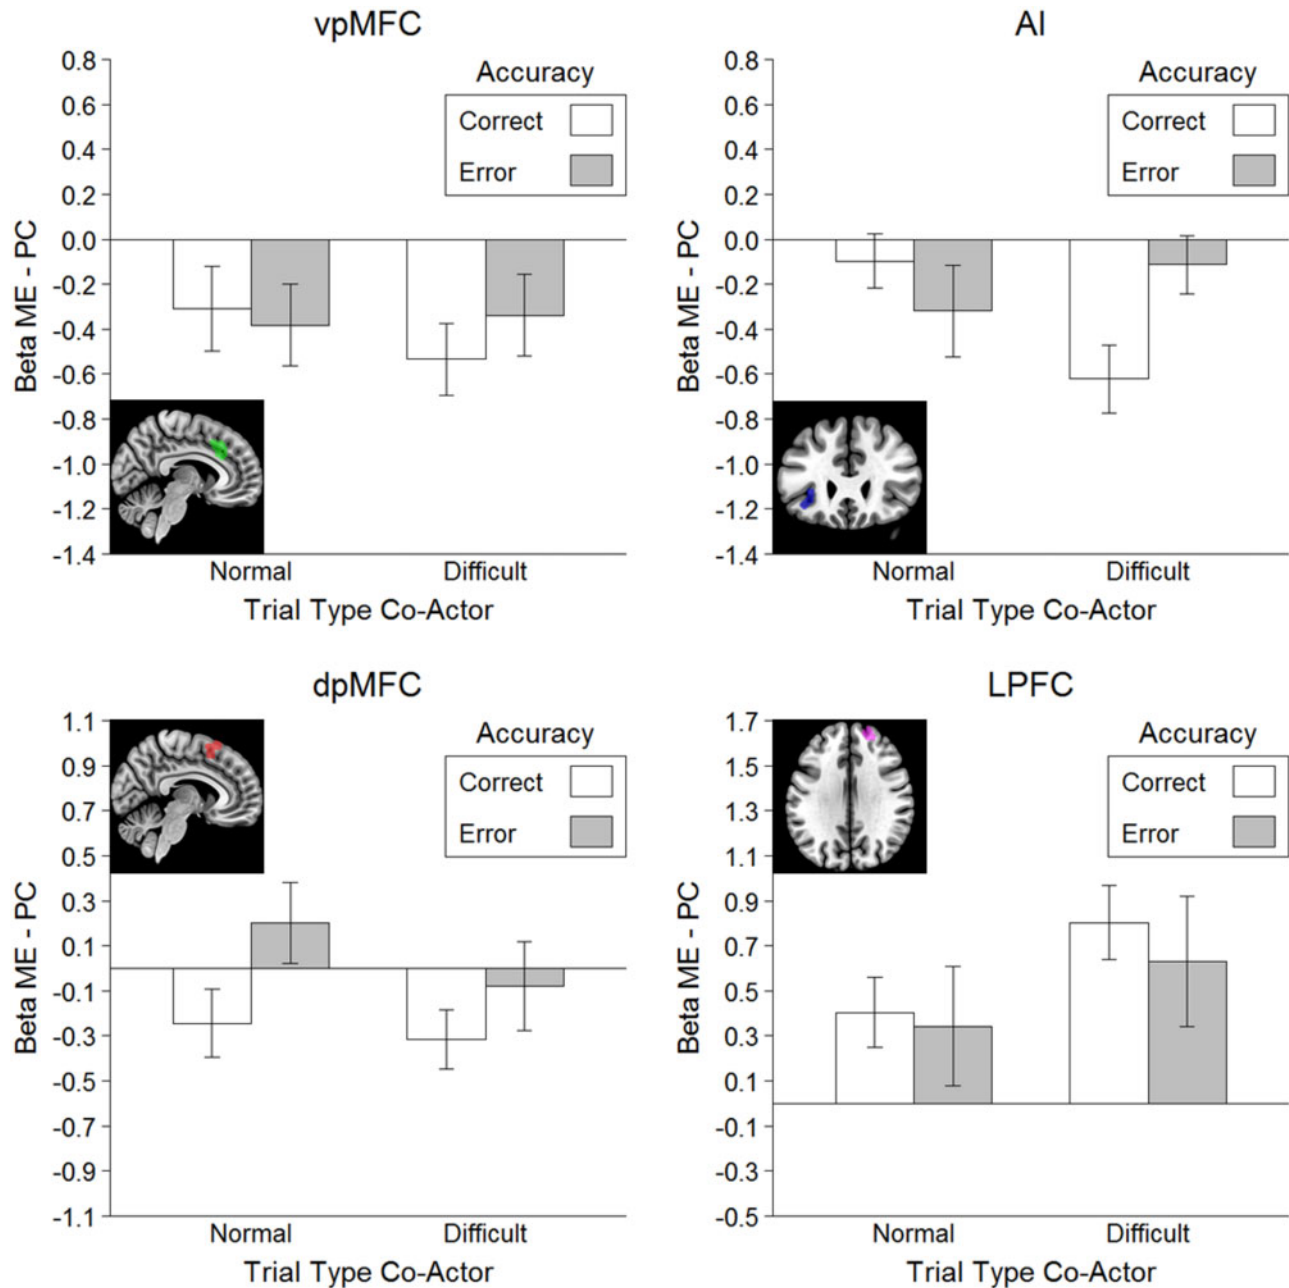 vpMFC
0.8
0.6
0.4
0.2
0.0
-0.2
-0.4
-0.6
-0.8
-1.0
-1.2
-1.4
Beta ME - PC
Accuracy
Correct
Error
Normal Difficult
Trial Type Co-Actor
AI
0.8
0.6
0.4
0.2
0.0
-0.2
-0.4
-0.6
-0.8
-1.0
-1.2
-1.4
Beta ME - PC
Accuracy
Correct
Error
Normal Difficult
Trial Type Co-Actor
dpMFC
1.1
0.9
0.7
0.5
0.3
0.1
-0.1
-0.3
-0.5
-0.7
-0.9
-1.1
Beta ME - PC
Accuracy
Correct
Error
Normal Difficult
Trial Type Co-Actor
LPFC
1.7
1.5
1.3
1.1
0.9
0.7
0.5
0.3
0.1
-0.1
-0.3
-0.5
Beta ME - PC
Accuracy
Correct
Error
Normal Difficult
Trial Type Co-Actor